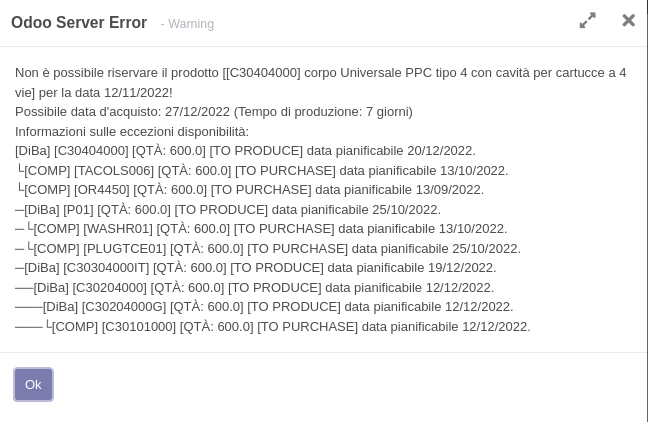 Odoo Server Error - Warning
Non è possibile riservare il prodotto [[C30404000] corpo Universale PPC tipo 4 con cavità per cartucce a 4
vie] per la data 12/11/2022!
Possibile data d'acquisto: 27/12/2022 (Tempo di produzione: 7 giorni)
Informazioni sulle eccezioni disponibilità:
[DiBa] [C30404000] [QTÀ: 600.0] [TO PRODUCE] data pianificabile 20/12/2022.
└[COMP] [TACOLS006] [QTÀ: 600.0] [TO PURCHASE] data pianificabile 13/10/2022.
└[COMP] [OR4450] [QTÀ: 600.0] [TO PURCHASE] data pianificabile 13/09/2022.
─[DiBa] [P01] [QTÀ: 600.0] [TO PRODUCE] data pianificabile 25/10/2022.
─└[COMP] [WASHR01] [QTÀ: 600.0] [TO PURCHASE] data pianificabile 13/10/2022.
─└[COMP] [PLUGTCE01] [QTÀ: 600.0] [TO PURCHASE] data pianificabile 25/10/2022.
─[DiBa] [C30304000IT] [QTÀ: 600.0] [TO PRODUCE] data pianificabile 19/12/2022.
──[DiBa] [C30204000] [QTÀ: 600.0] [TO PRODUCE] data pianificabile 12/12/2022.
───[DiBa] [C30204000G] [QTÀ: 600.0] [TO PRODUCE] data pianificabile 12/12/2022.
───└[COMP] [C30101000] [QTÀ: 600.0] [TO PURCHASE] data pianificabile 12/12/2022.
Ok